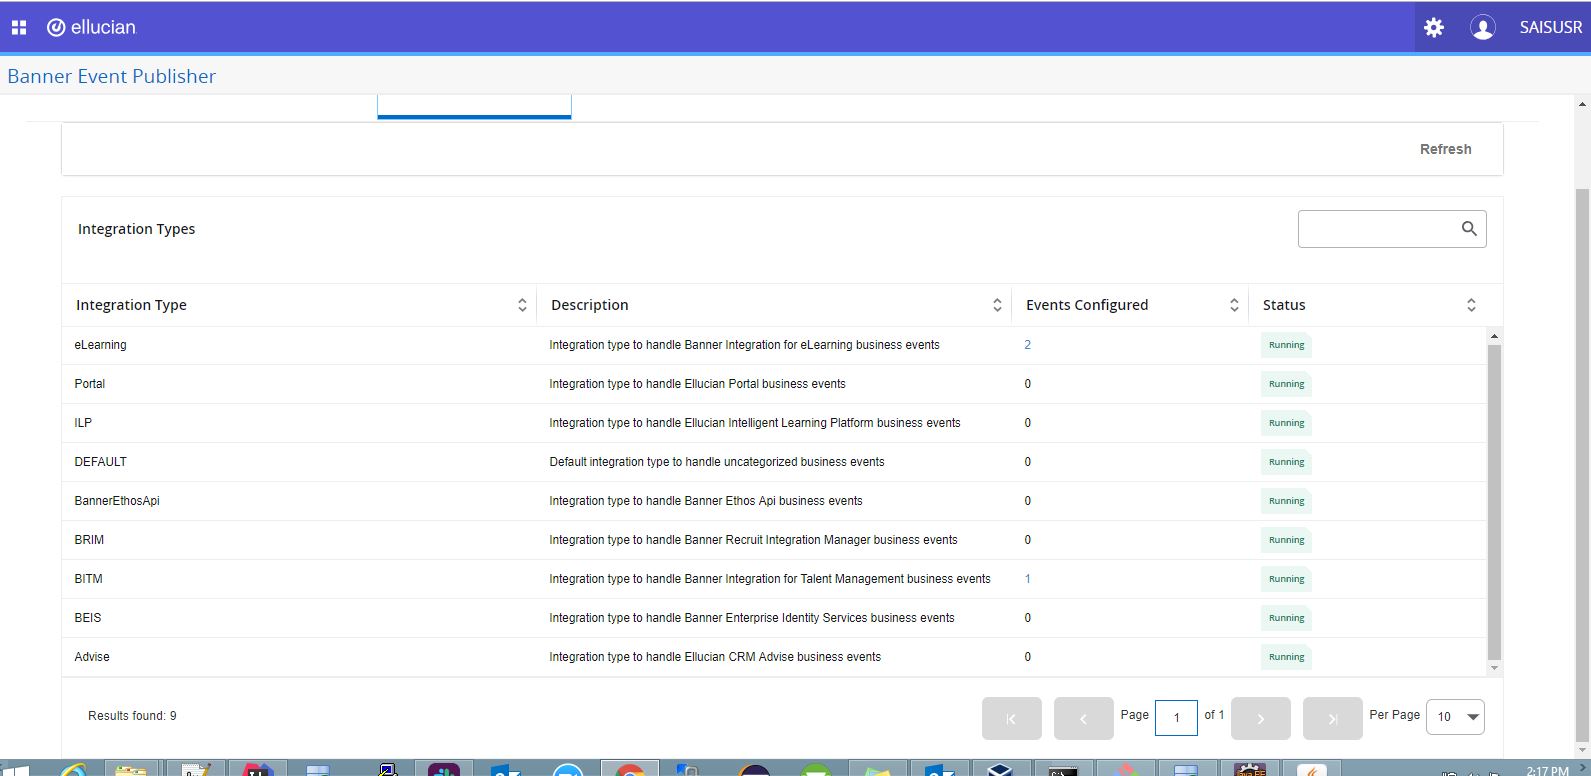 ellucian
SAISUSR
Banner Event Publisher
Refresh
Integration Types
Integration Type Description Events Configured Status
eLearning Integration type to handle Banner Integration for eLearning business events 2 Running
Portal Integration type to handle Ellucian Portal business events 0 Running
ILP Integration type to handle Ellucian Intelligent Learning Platform business events 0 Running
DEFAULT Default integration type to handle uncategorized business events 0 Running
BannerEthosApi Integration type to handle Banner Ethos Api business events 0 Running
BRIM Integration type to handle Banner Recruit Integration Manager business events 0 Running
BITM Integration type to handle Banner Integration for Talent Management business events 1 Running
BEIS Integration type to handle Banner Enterprise Identity Services business events 0 Running
Advise Integration type to handle Ellucian CRM Advise business events 0 Running
Results found: 9 Page 1 of 1 Per Page 10
2:17 PM